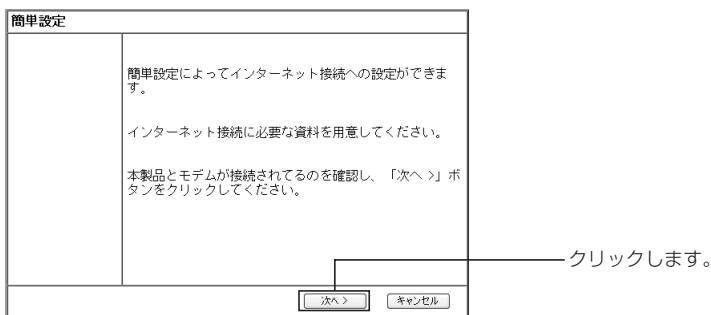 簡単設定
簡単設定によってインターネット接続への設定ができま
す。
インターネット接続に必要な資料を用意してください。
本製品とモデムが接続されてるのを確認し、「次へ >」ボ
タンをクリックしてください。
クリックします。
次へ > キャンセル